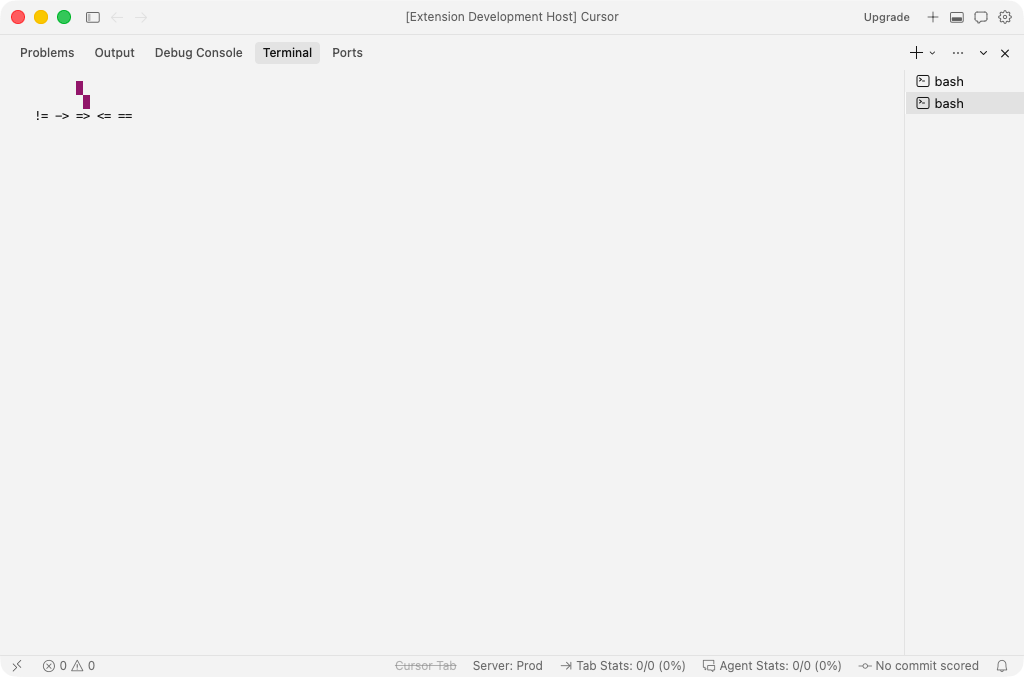 [Extension Development Host] Cursor
Upgrade
Problems Output Debug Console Terminal Ports
bash
bash
!= -> => <= ==
0 0 Cursor Tab Server: Prod Tab Stats: 0/0 (0%) Agent Stats: 0/0 (0%) No commit scored